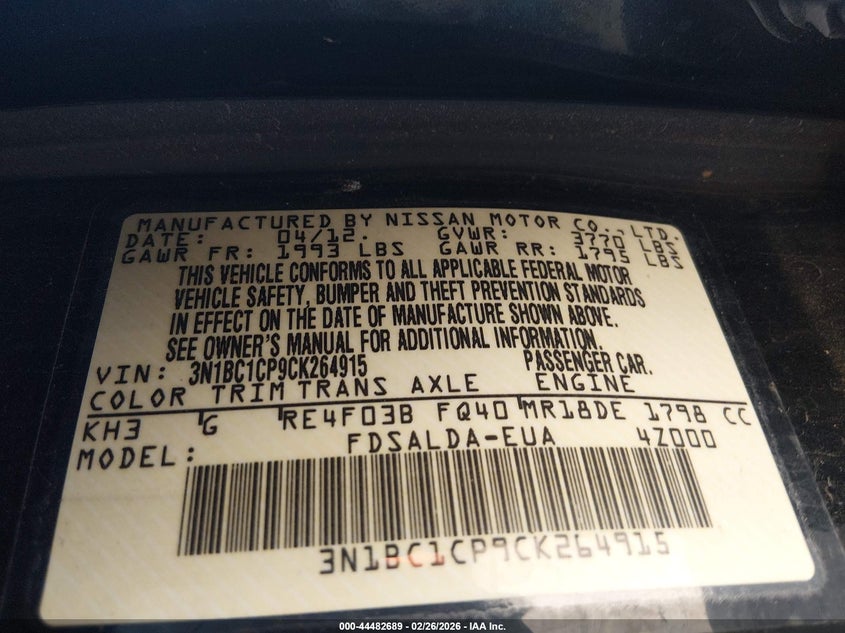 MANUFACTURED BY NISSAN MOTOR CO., LTD.
DATE: 04/12. GVWR: 3770 LBS
GAWR FR: 1993 LBS GAWR RR: 1795 LBS
THIS VEHICLE CONFORMS TO ALL APPLICABLE FEDERAL MOTOR
VEHICLE SAFETY, BUMPER AND THEFT PREVENTION STANDARDS
IN EFFECT ON THE DATE OF MANUFACTURE SHOWN ABOVE.
SEE OWNER'S MANUAL FOR ADDITIONAL INFORMATION.
VIN: 3N1BC1CP9CK264915 PASSENGER CAR.
COLOR TRIM TRANS AXLE ENGINE
KH3 G RE4F03B FQ40 MR18DE 1798 CC
MODEL: FDSALDA-EUA 4Z000
3N1BC1CP9CK264915
000-44482689 - 02/26/2026 - IAA Inc.